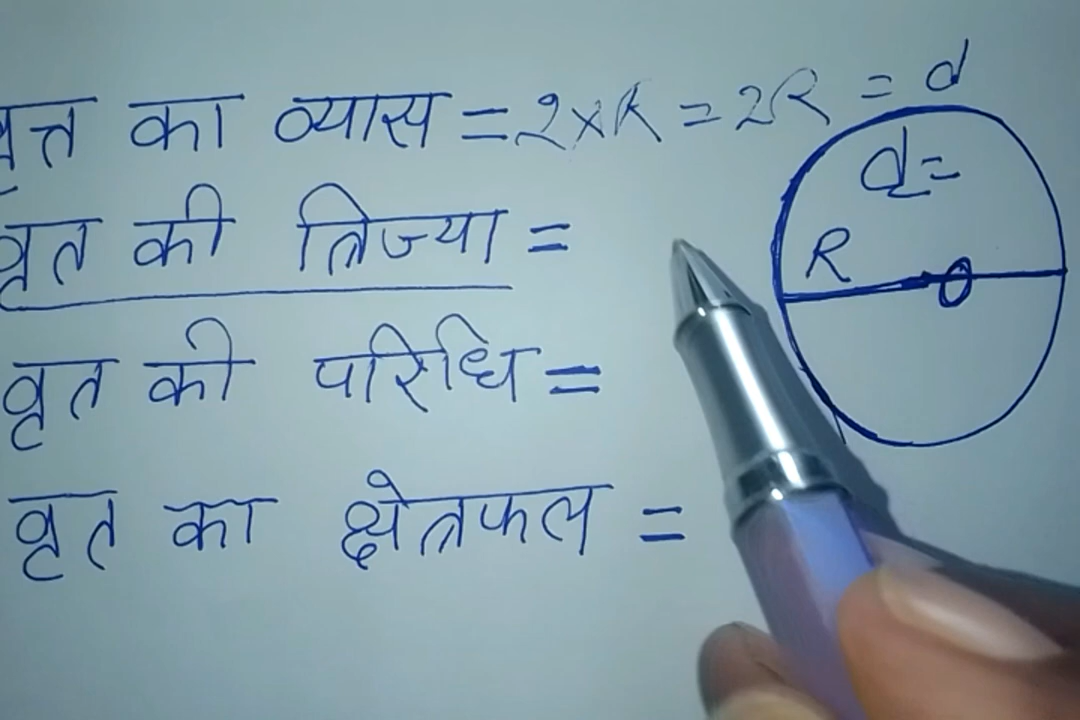 वृत्त का व्यास = 2×R = 2R = d
वृत की त्रिज्या =
वृत की परिधि =
वृत का क्षेत्रफल =
d=
R
O